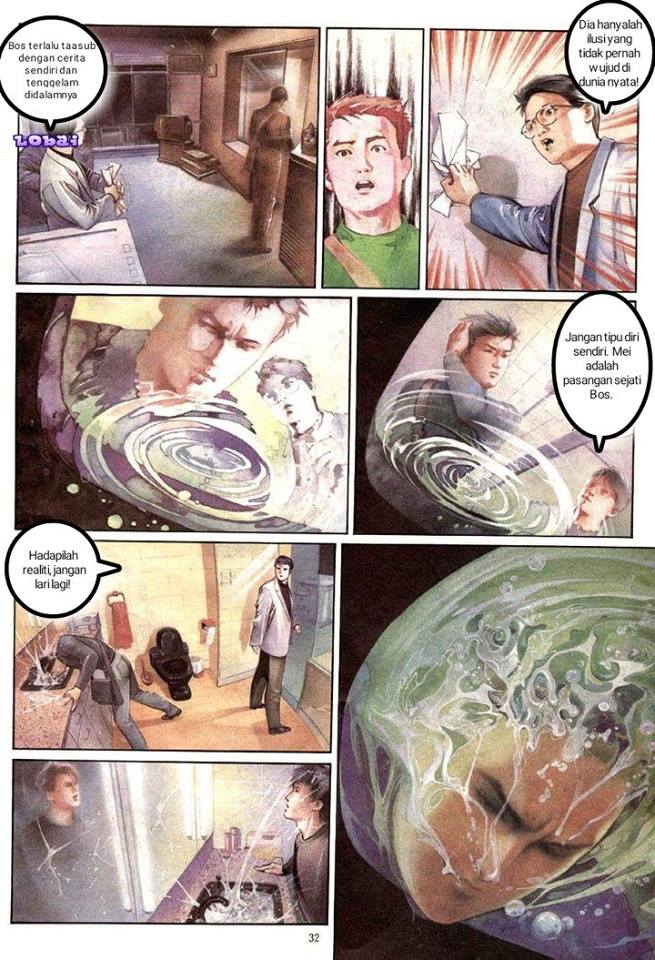 Bos terlalu taasub
dengan cerita
sendiri dan
tenggelam
didalamnya
Lobai
Dia hanyalah
ilusi yang
tidak pernah
wujud di
dunia nyata!
Jangan tipu diri
sendiri. Mei
adalah
pasangan sejati
Bos.
Hadapilah
realiti, jangan
lari lagi!
32